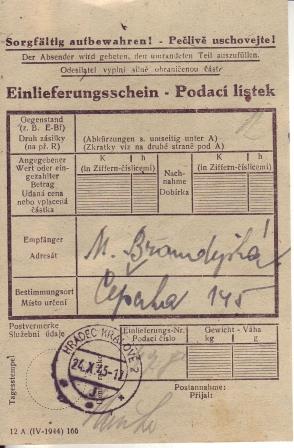 Sorgfältig aufbewahren! - Pečlivě uschovejte!
Der Absender wird gebeten, den umrandeten Teil auszufüllen.
Odesílatel vyplní silně ohraničenou část
Einlieferungsschein - Podací lístek
Gegenstand
(z. B. E-Bf)
Druh zásilky
(na př. R)
(Abkürzungen s. umseitig unter A)
(Zkratky viz na druhé straně pod A)
Angegebener
Wert oder ein-
gezahlter
Betrag
Udaná cena
nebo vplacená
částka
K h
(in Ziffern-číslicemi)
Nach-
nahme
Dobírka
K h
(in Ziffern-číslicemi)
Empfänger
Adresát
M. Brandýská
Bestimmungsort
Místo určení
145
Postvermerke
Služební údaje
Einlieferungs-Nr.
Podací číslo
Gewicht - Váha
kg g
Tagesstempel
HRADEC KRÁLOVÉ 2
24.X.45-17
Postannahme:
Přijal:
12 A (IV-1944) 166